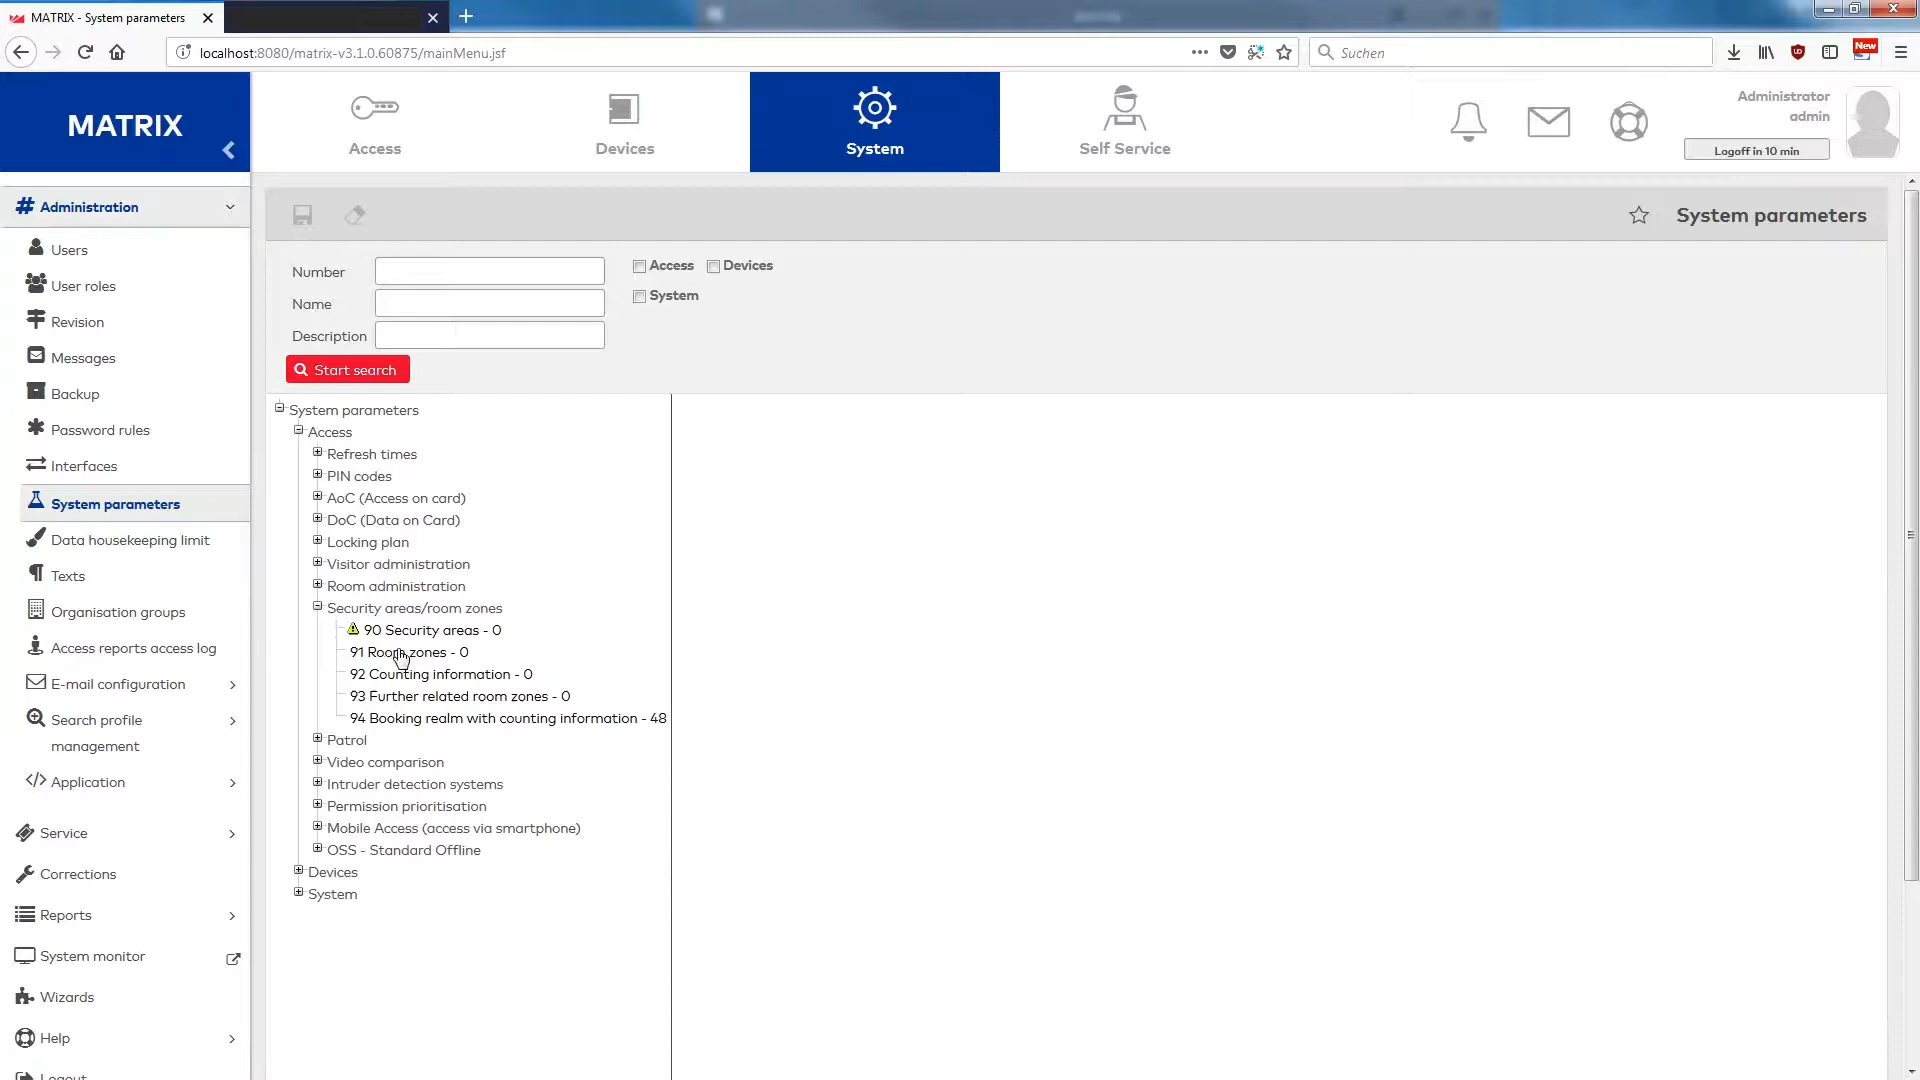 MATRIX - System parameters
localhost:8080/matrix-v3.1.0.60875/mainMenu.jsf
Suchen
New
MATRIX
Access
Devices
System
Self Service
Administrator
admin
Logoff in 10 min
Administration
Users
User roles
Revision
Messages
Backup
Password rules
Interfaces
System parameters
Data housekeeping limit
Texts
Organisation groups
Access reports access log
E-mail configuration
Search profile
management
Application
Service
Corrections
Reports
System monitor
Wizards
Help
Logout
System parameters
Number
Name
Description
Access
Devices
System
Start search
System parameters
Access
Refresh times
PIN codes
AoC (Access on card)
DoC (Data on Card)
Locking plan
Visitor administration
Room administration
Security areas/room zones
90 Security areas - 0
91 Room zones - 0
92 Counting information - 0
93 Further related room zones - 0
94 Booking realm with counting information - 48
Patrol
Video comparison
Intruder detection systems
Permission prioritisation
Mobile Access (access via smartphone)
OSS - Standard Offline
Devices
System